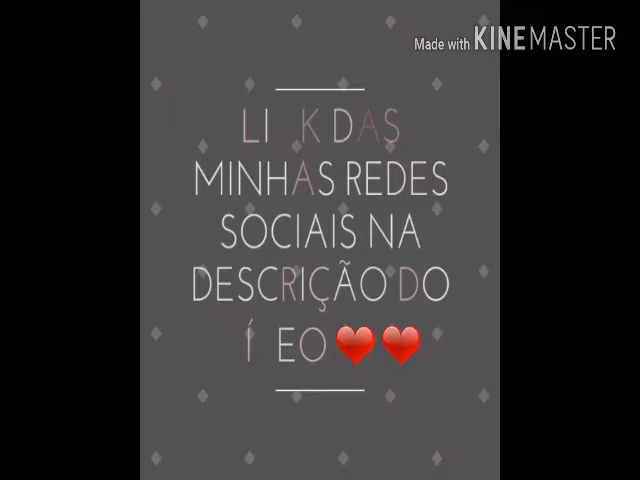 Made with KINEMASTER
LI K DAS
MINHAS REDES
SOCIAIS NA
DESCRIÇÃO DO
Í EO❤️❤️